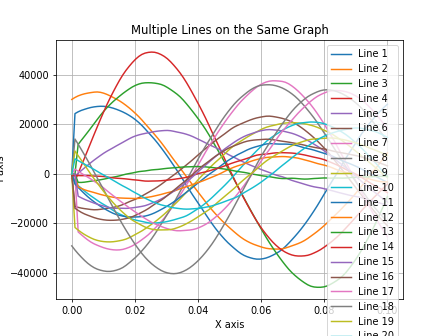 Multiple Lines on the Same Graph
40000
20000
0
−20000
−40000
0.00
0.02
0.04
0.06
0.08
X axis
Line 1
Line 2
Line 3
Line 4
Line 5
Line 6
Line 7
Line 8
Line 9
Line 10
Line 11
Line 12
Line 13
Line 14
Line 15
Line 16
Line 17
Line 18
Line 19
Line 20